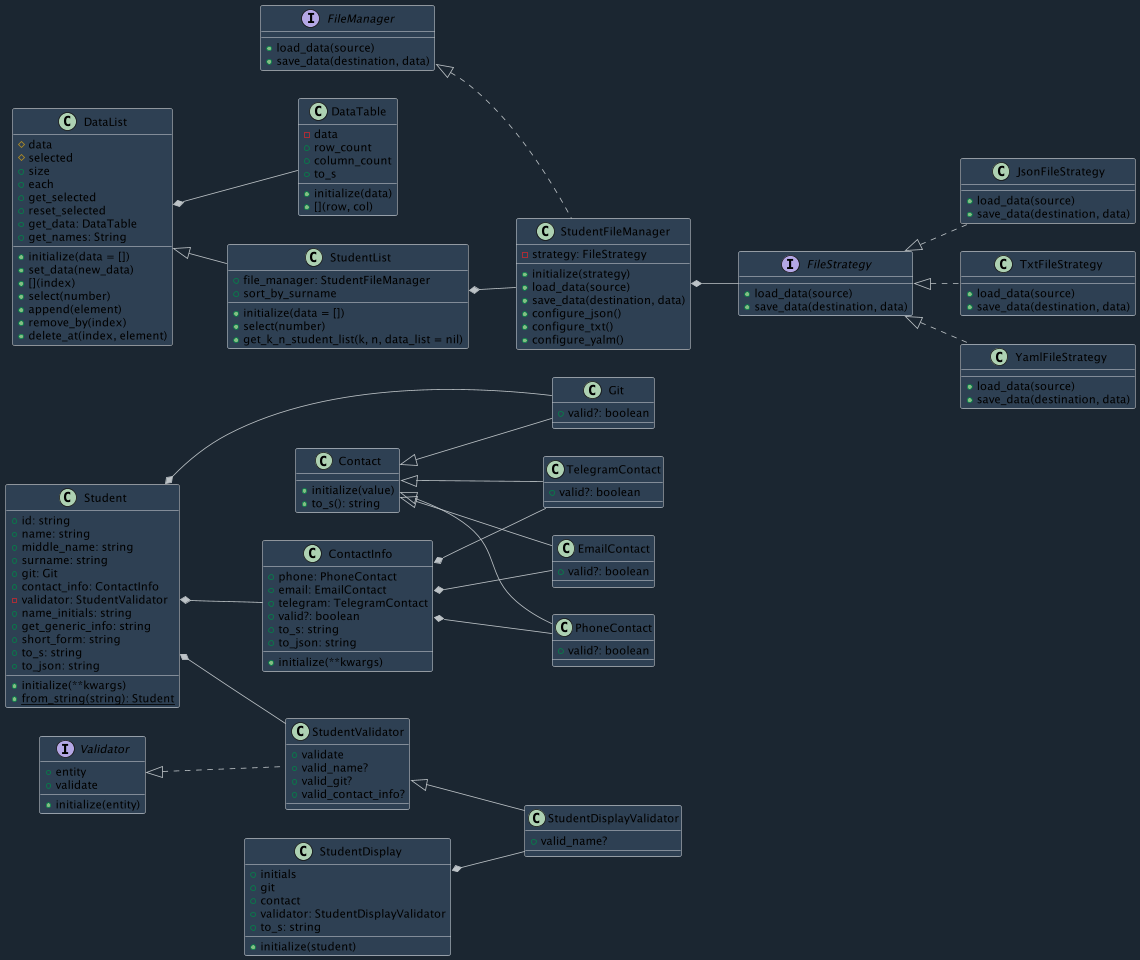 I FileManager
load_data(source)
save_data(destination, data)
C DataList
data
selected
size
each
get_selected
reset_selected
get_data: DataTable
get_names: String
initialize(data = [])
set_data(new_data)
[](index)
select(number)
append(element)
remove_by(index)
delete_at(index, element)
C DataTable
data
row_count
column_count
to_s
initialize(data)
[](row, col)
C StudentList
file_manager: StudentFileManager
sort_by_surname
initialize(data = [])
select(number)
get_k_n_student_list(k, n, data_list = nil)
C StudentFileManager
strategy: FileStrategy
initialize(strategy)
load_data(source)
save_data(destination, data)
configure_json()
configure_txt()
configure_yalm()
I FileStrategy
load_data(source)
save_data(destination, data)
C JsonFileStrategy
load_data(source)
save_data(destination, data)
C TxtFileStrategy
load_data(source)
save_data(destination, data)
C YamlFileStrategy
load_data(source)
save_data(destination, data)
C Git
valid?: boolean
C Contact
initialize(value)
to_s(): string
C TelegramContact
valid?: boolean
C Student
id: string
name: string
middle_name: string
surname: string
git: Git
contact_info: ContactInfo
validator: StudentValidator
name_initials: string
get_generic_info: string
short_form: string
to_s: string
to_json: string
initialize(**kwargs)
from_string(string): Student
C ContactInfo
phone: PhoneContact
email: EmailContact
telegram: TelegramContact
valid?: boolean
to_s: string
to_json: string
initialize(**kwargs)
C EmailContact
valid?: boolean
C PhoneContact
valid?: boolean
I Validator
entity
validate
initialize(entity)
C StudentValidator
validate
valid_name?
valid_git?
valid_contact_info?
C StudentDisplayValidator
valid_name?
C StudentDisplay
initials
git
contact
validator: StudentDisplayValidator
to_s: string
initialize(student)